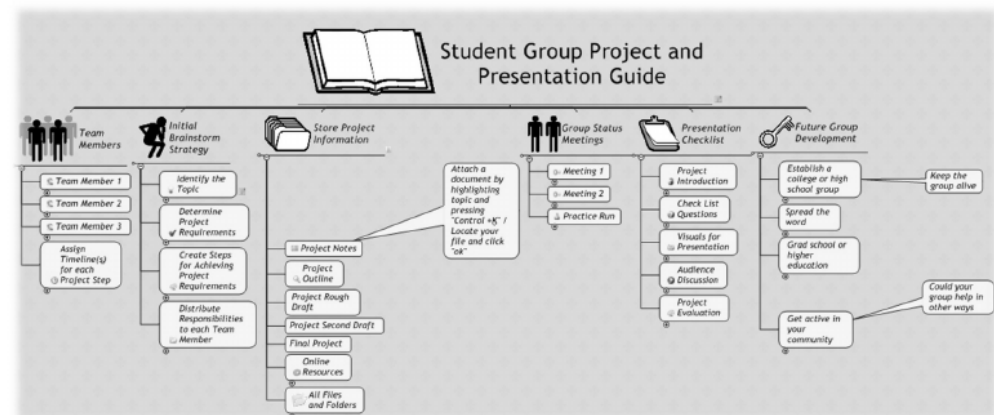 Student Group Project and
Presentation Guide
Team
Members
Team Member 1
Team Member 2
Team Member 3
Assign
Timeline(s)
for each
Project Step
Initial
Brainstorm
Strategy
Identify the
Topic
Determine
Project
Requirements
Create Steps
for Achieving
Project
Requirements
Distribute
Responsibilities
to each Team
Member
Store Project
Information
Project Notes
Attach a
document by
highlighting
topic and
pressing
"Control +K" /
Locate your
file and click
"ok"
Project
Outline
Project Rough
Draft
Project Second Draft
Final Project
Online
Resources
All Files
and Folders
Group Status
Meetings
Meeting 1
Meeting 2
Practice Run
Presentation
Checklist
Project
Introduction
Check List
Questions
Visuals for
Presentation
Audience
Discussion
Project
Evaluation
Future Group
Development
Establish a
college or high
school group
Keep the
group alive
Spread the
word
Grad school or
higher
education
Get active in
your
community
Could your
group help in
other ways